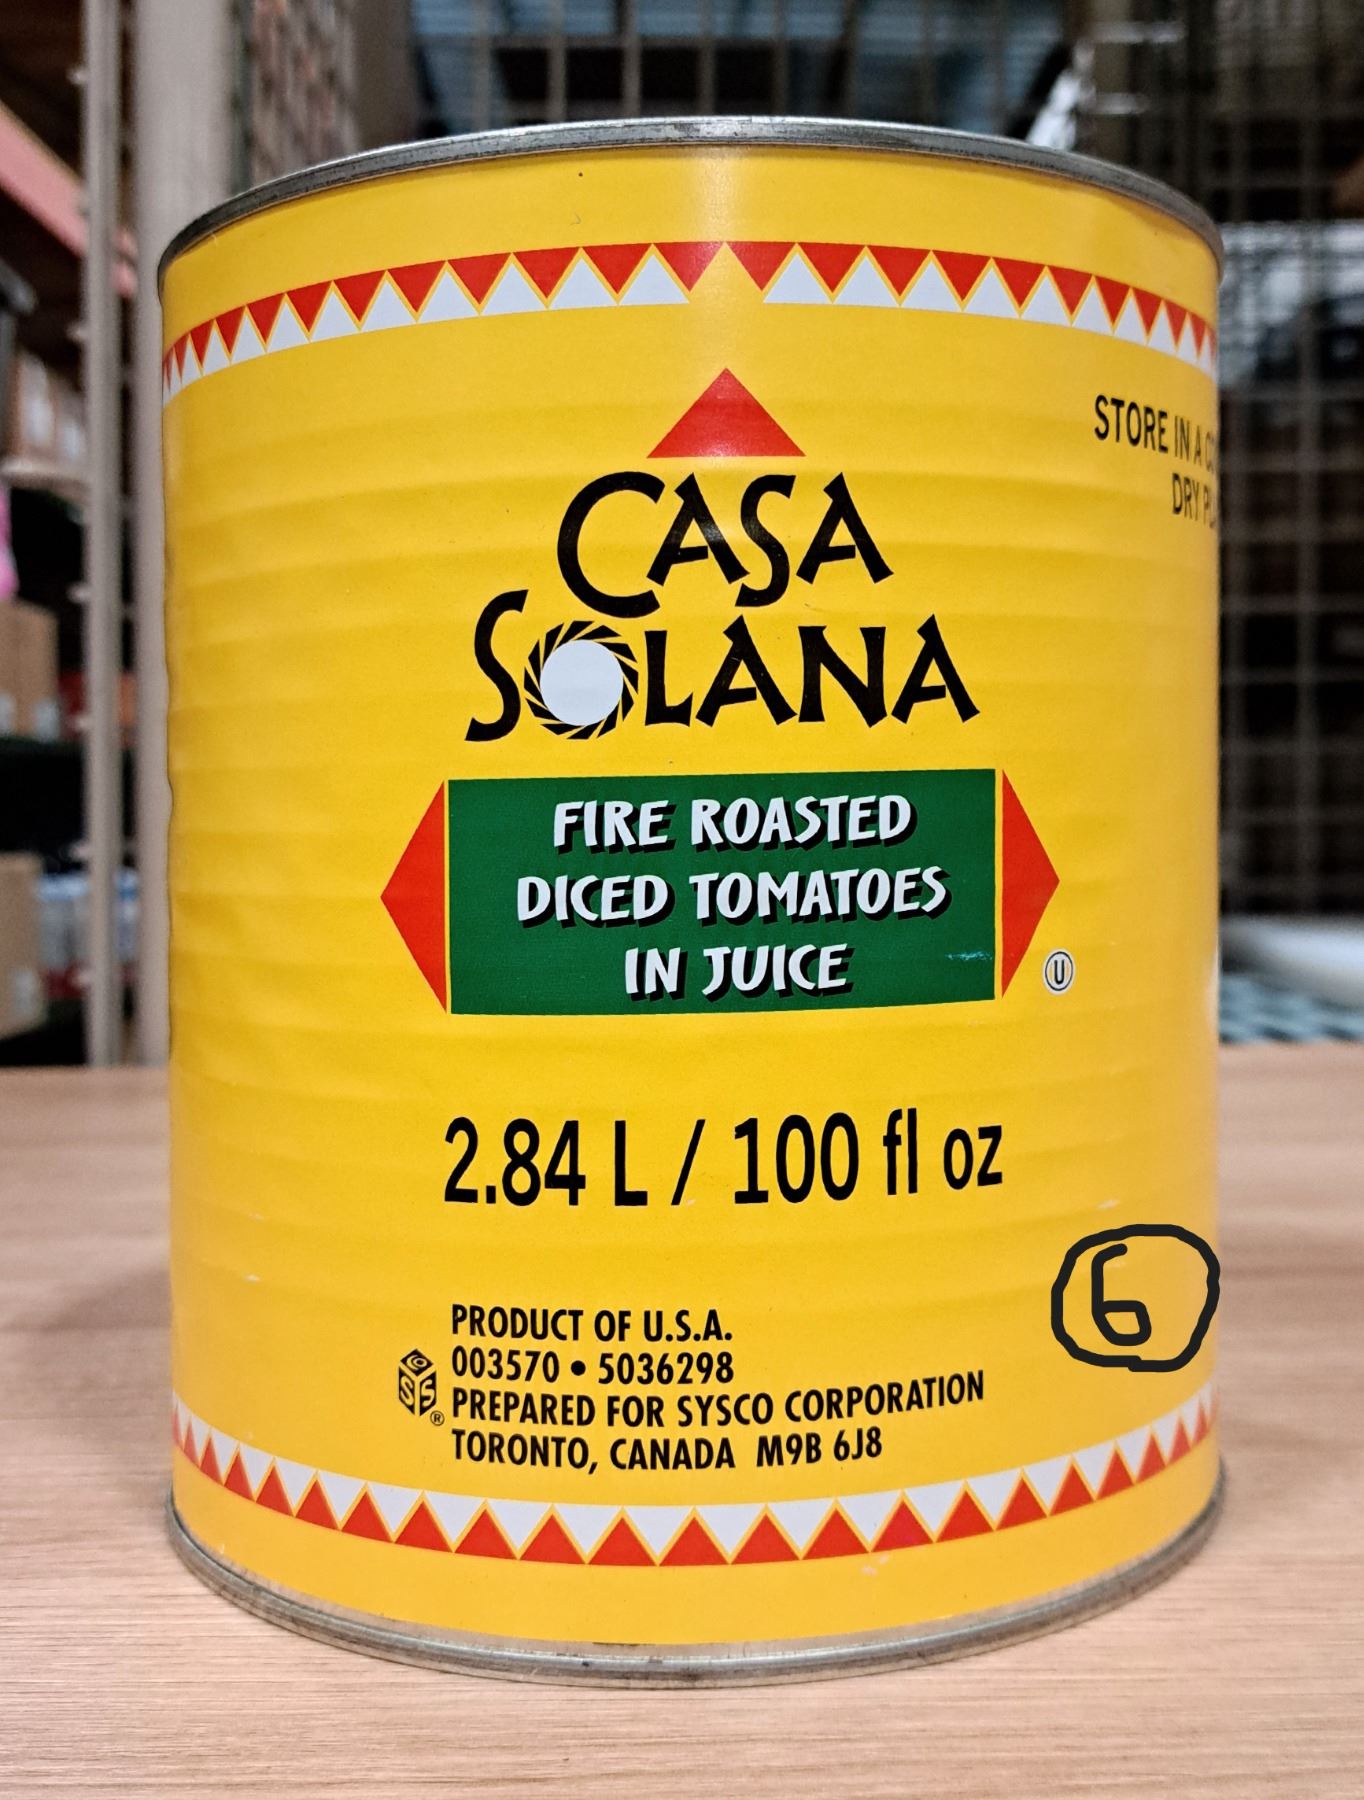 STORE IN A
DRY
CASA
SOLANA
FIRE ROASTED
DICED TOMATOES
IN JUICE
U
2.84 L / 100 fl oz
6
PRODUCT OF U.S.A.
003570 • 5036298
PREPARED FOR SYSCO CORPORATION
TORONTO, CANADA M9B 6J8
SYSCO ®